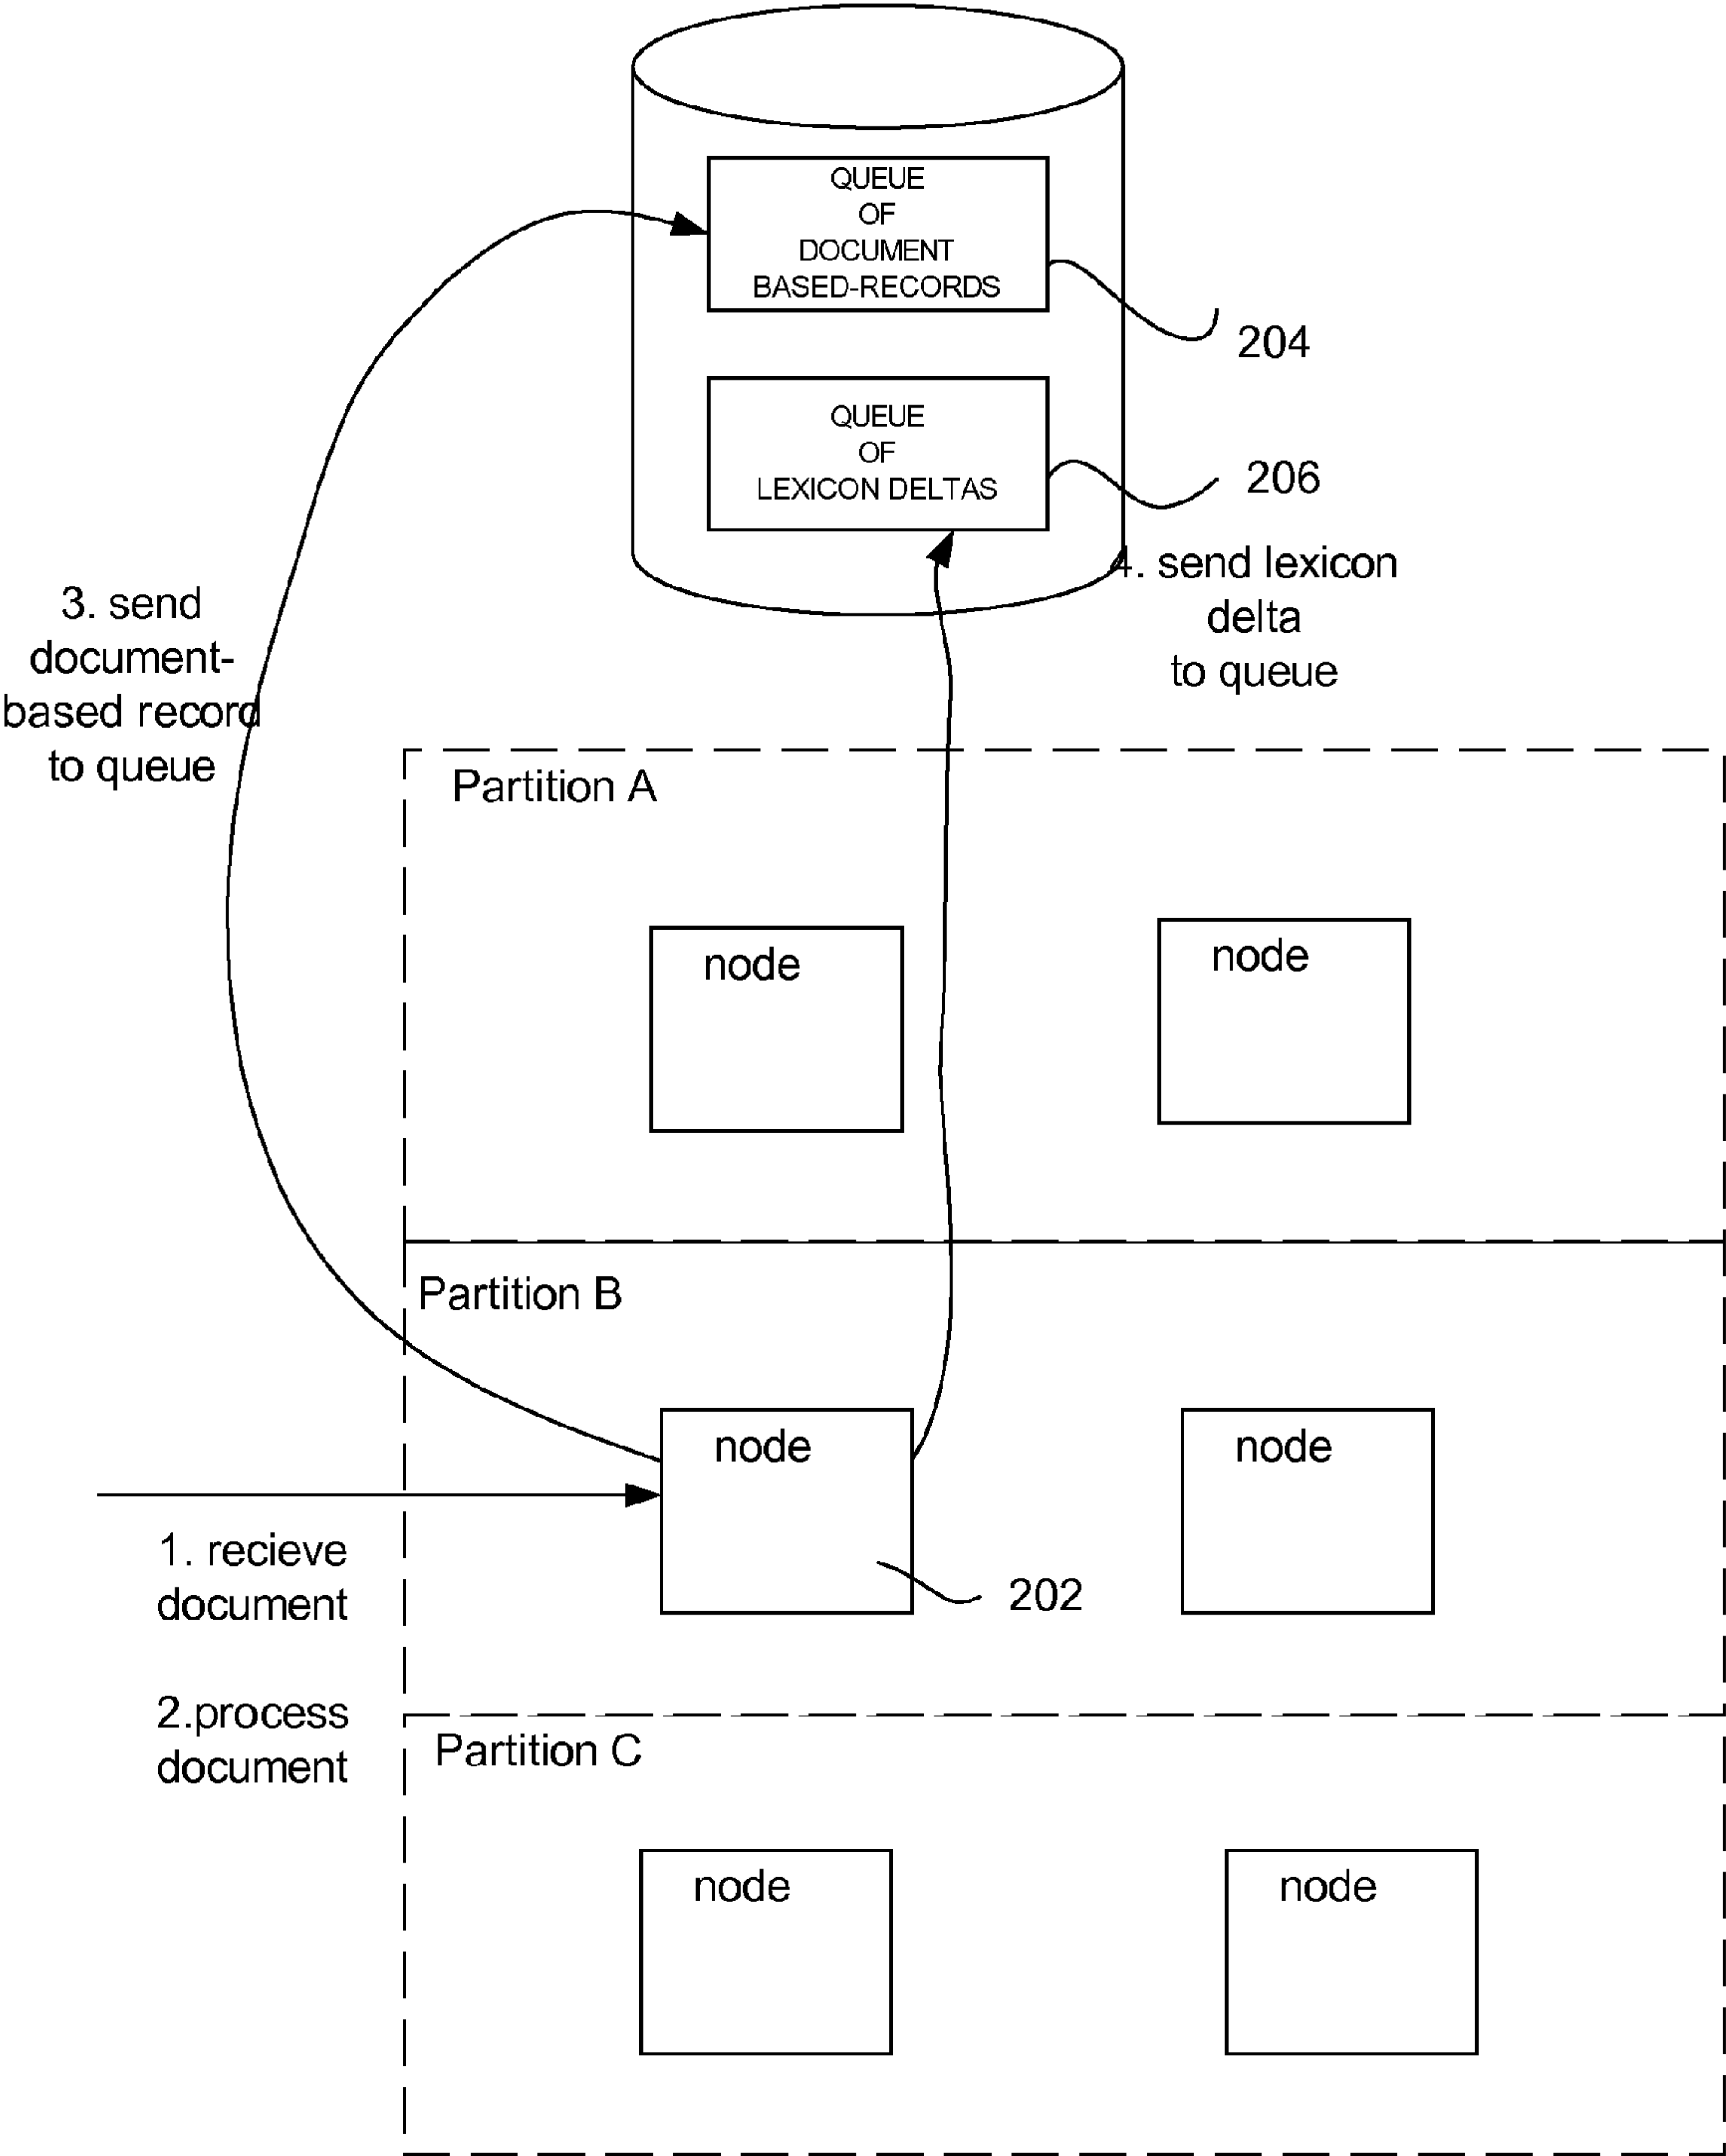 QUEUE
OF
DOCUMENT
BASED-RECORDS
204
QUEUE
OF
LEXICON DELTAS
206
4. send lexicon
delta
to queue
3. send
document-
based record
to queue
Partition A
node
node
Partition B
node
node
1. recieve
document
202
2.process
document
Partition C
node
node